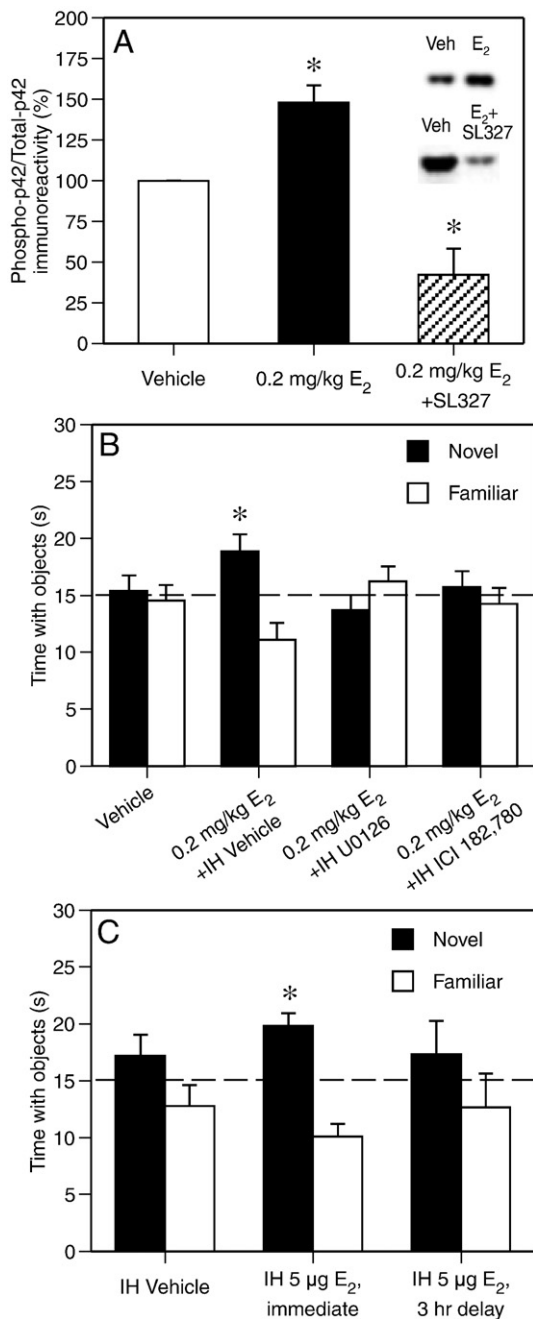 A
Phospho-p42/Total-p42
immunoreactivity (%)
200
175
150
125
100
75
50
25
0
*
*
Veh E₂
Veh E₂+
SL327
Vehicle
0.2 mg/kg E₂
0.2 mg/kg E₂
+SL327
B
Time with objects (s)
30
25
20
15
10
5
0
Novel
Familiar
*
Vehicle
0.2 mg/kg E₂
+IH Vehicle
0.2 mg/kg E₂
+IH U0126
0.2 mg/kg E₂
+IH ICI 182,780
C
Time with objects (s)
30
25
20
15
10
5
0
Novel
Familiar
*
IH Vehicle
IH 5 µg E₂,
immediate
IH 5 µg E₂,
3 hr delay